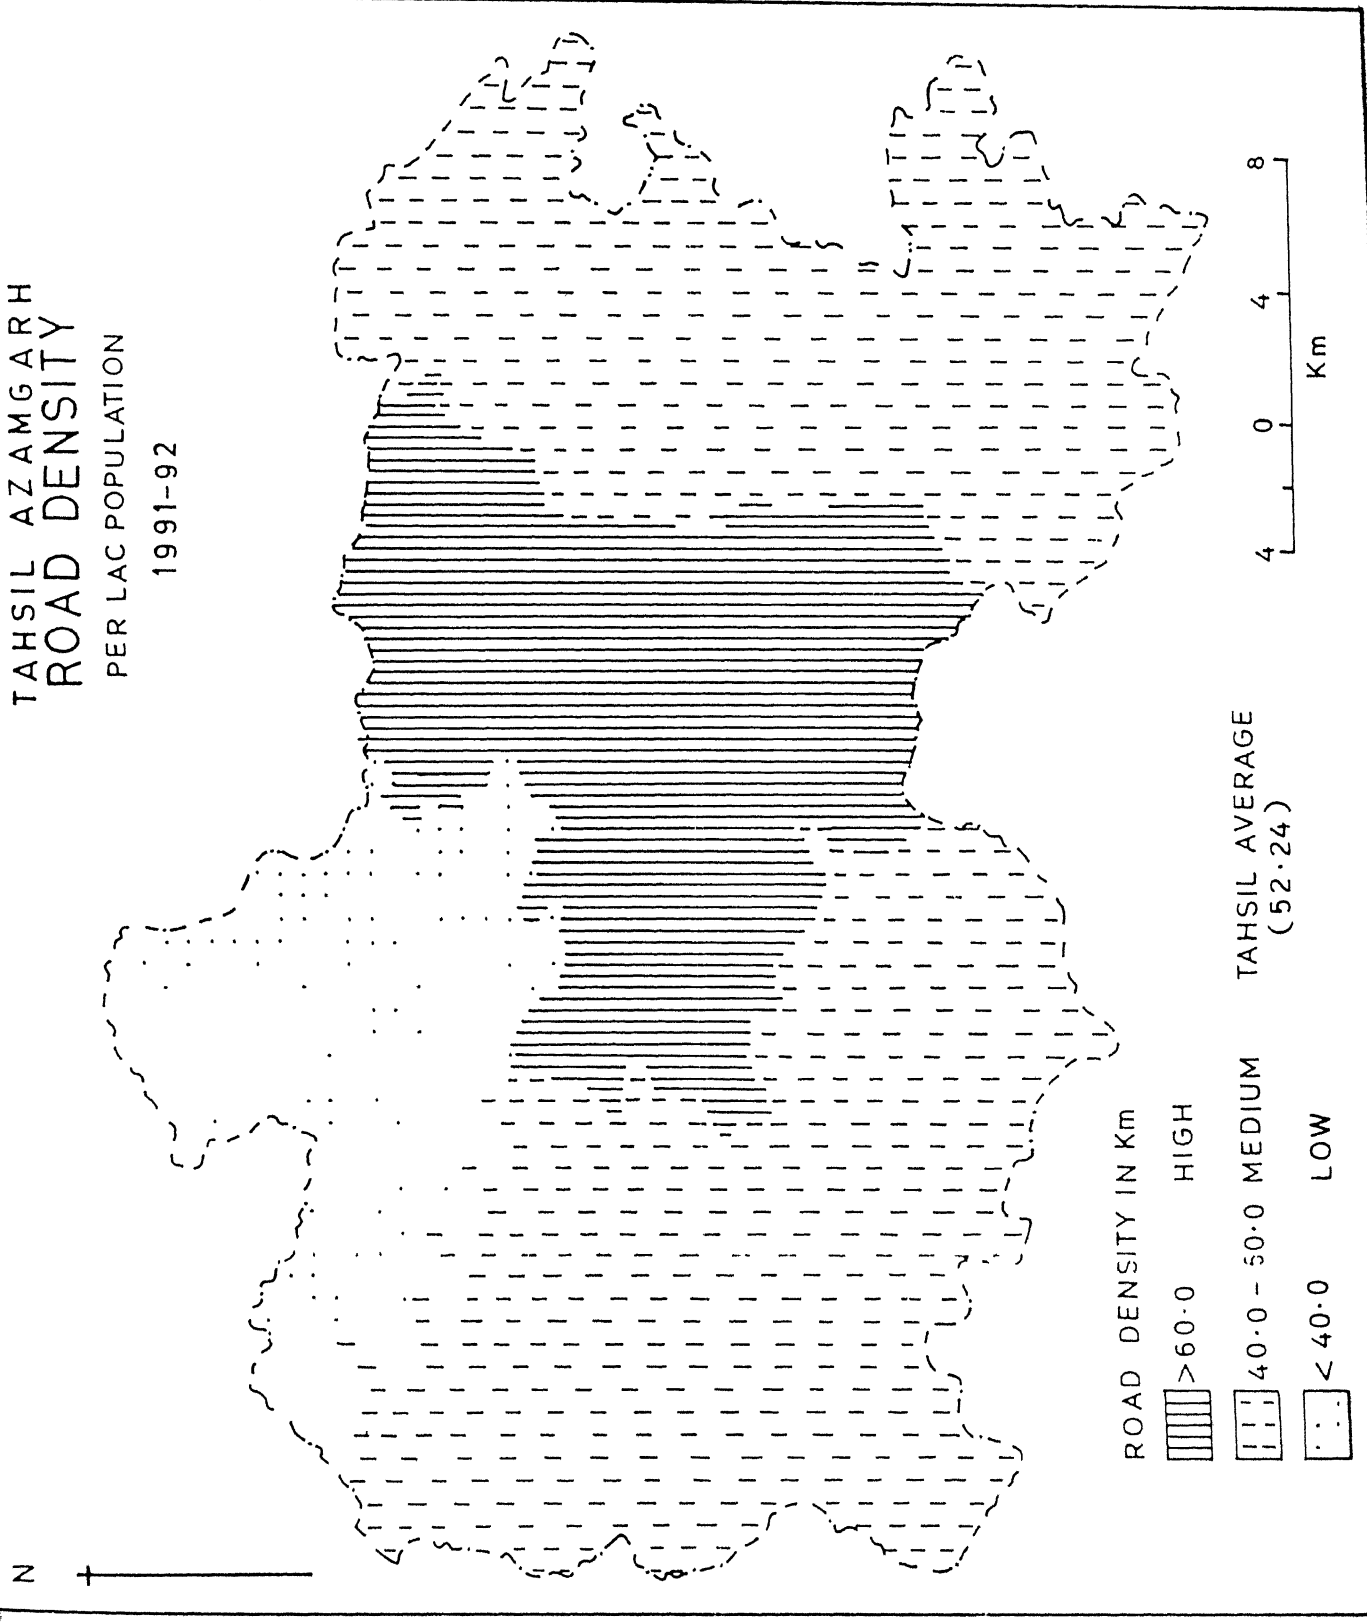 TAHSIL AZAMGARH
ROAD DENSITY
PER LAC POPULATION
1991-92
N
ROAD DENSITY IN Km
>60·0 HIGH
40·0 - 50·0 MEDIUM
< 40·0 LOW
TAHSIL AVERAGE
(52·24)
4 0 4 8
Km